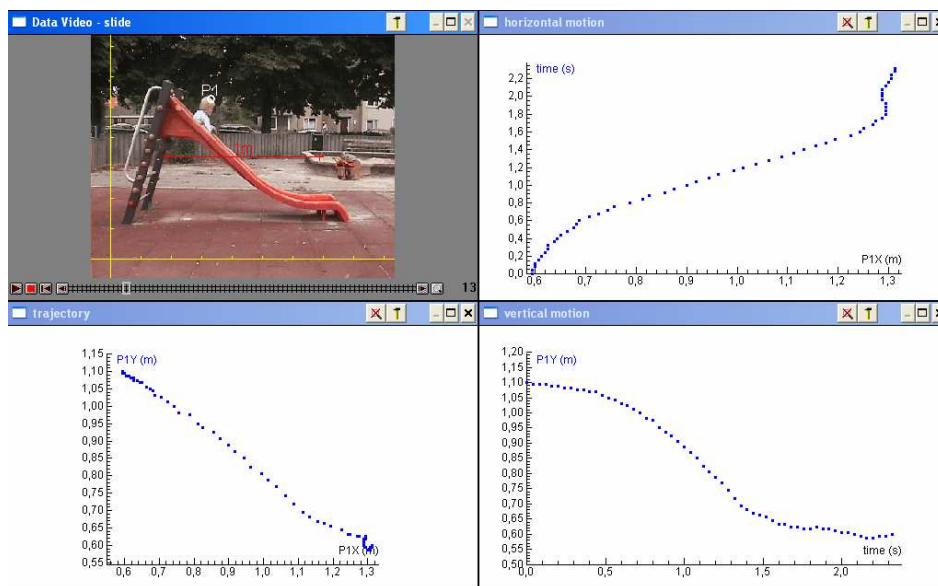 Data Video - slide
P1
1m
13
horizontal motion
time (s)
2,2
2,0
1,8
1,6
1,4
1,2
1,0
0,8
0,6
0,4
0,2
0,0
0,6 0,7 0,8 0,9 1,0 1,1 1,2 1,3
P1X (m)
trajectory
P1Y (m)
1,15
1,10
1,05
1,00
0,95
0,90
0,85
0,80
0,75
0,70
0,65
0,60
0,55
0,6 0,7 0,8 0,9 1,0 1,1 1,2 1,3
P1X (m)
vertical motion
P1Y (m)
1,20
1,15
1,10
1,05
1,00
0,95
0,90
0,85
0,80
0,75
0,70
0,65
0,60
0,55
0,50
0,0 0,5 1,0 1,5 2,0
time (s)